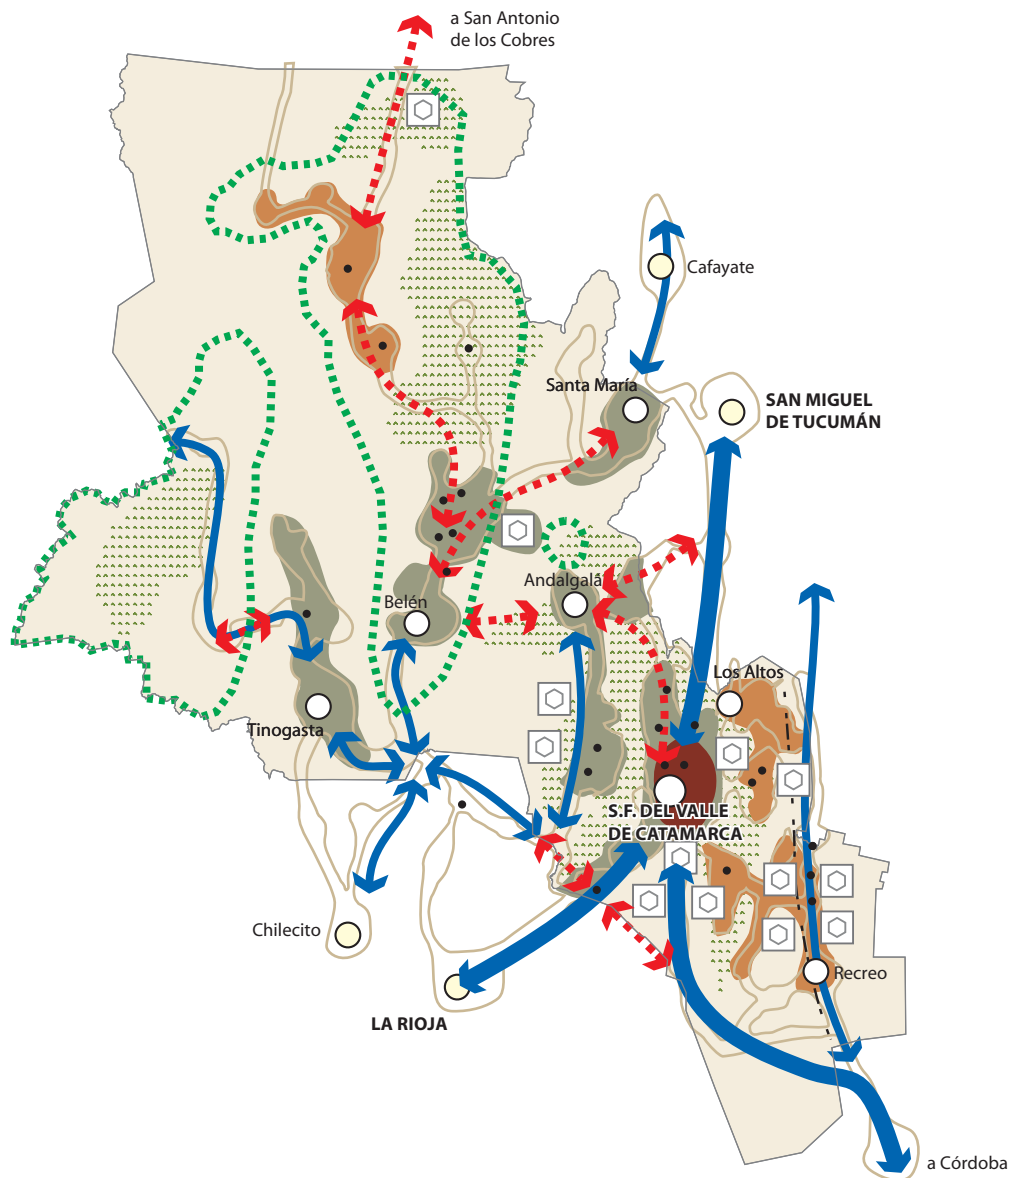 a San Antonio
de los Cobres
Cafayate
Santa María
SAN MIGUEL
DE TUCUMÁN
Andalgalá
Belén
Los Altos
Tinogasta
S.F. DEL VALLE
DE CATAMARCA
Chilecito
Recreo
LA RIOJA
a Córdoba